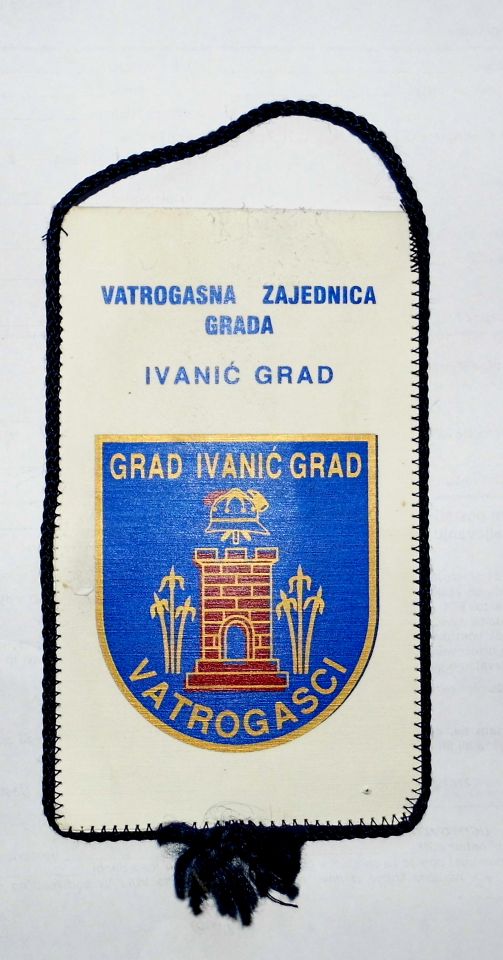 VATROGASNA ZAJEDNICA
GRADA
IVANIĆ GRAD
GRAD IVANIĆ GRAD
VATROGASCI